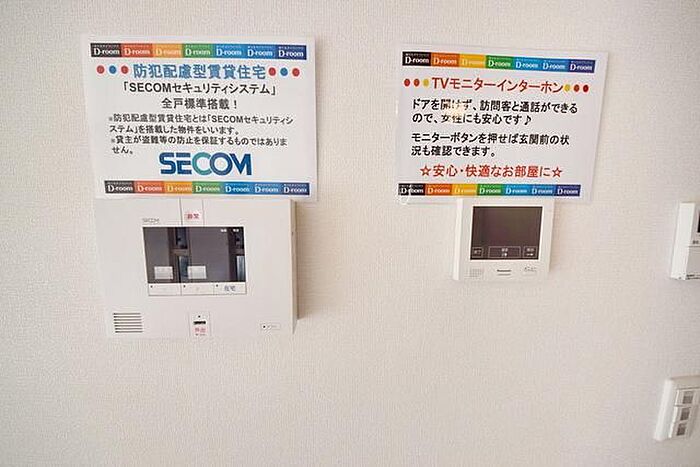 D-room D-room D-room D-room D-room D-room
防犯配慮型賃貸住宅
「SECOMセキュリティシステム」
全戸標準搭載！
※防犯配慮型賃貸住宅とは「SECOMセキュリティシ
ステム」を搭載した物件をいいます。
※貸主が盗難等の防止を保証するものではありま
せん。
SECOM
D-room D-room D-room D-room D-room D-room
SECOM
非常
在宅
D-room D-room D-room D-room D-room D-room
TVモニターインターホン
ドアを開けず、訪問客と通話ができる
ので、女性にも安心です♪
モニターボタンを押せば玄関前の状
況も確認できます。
☆安心・快適なお部屋に☆
D-room D-room D-room D-room D-room D-room
Panasonic